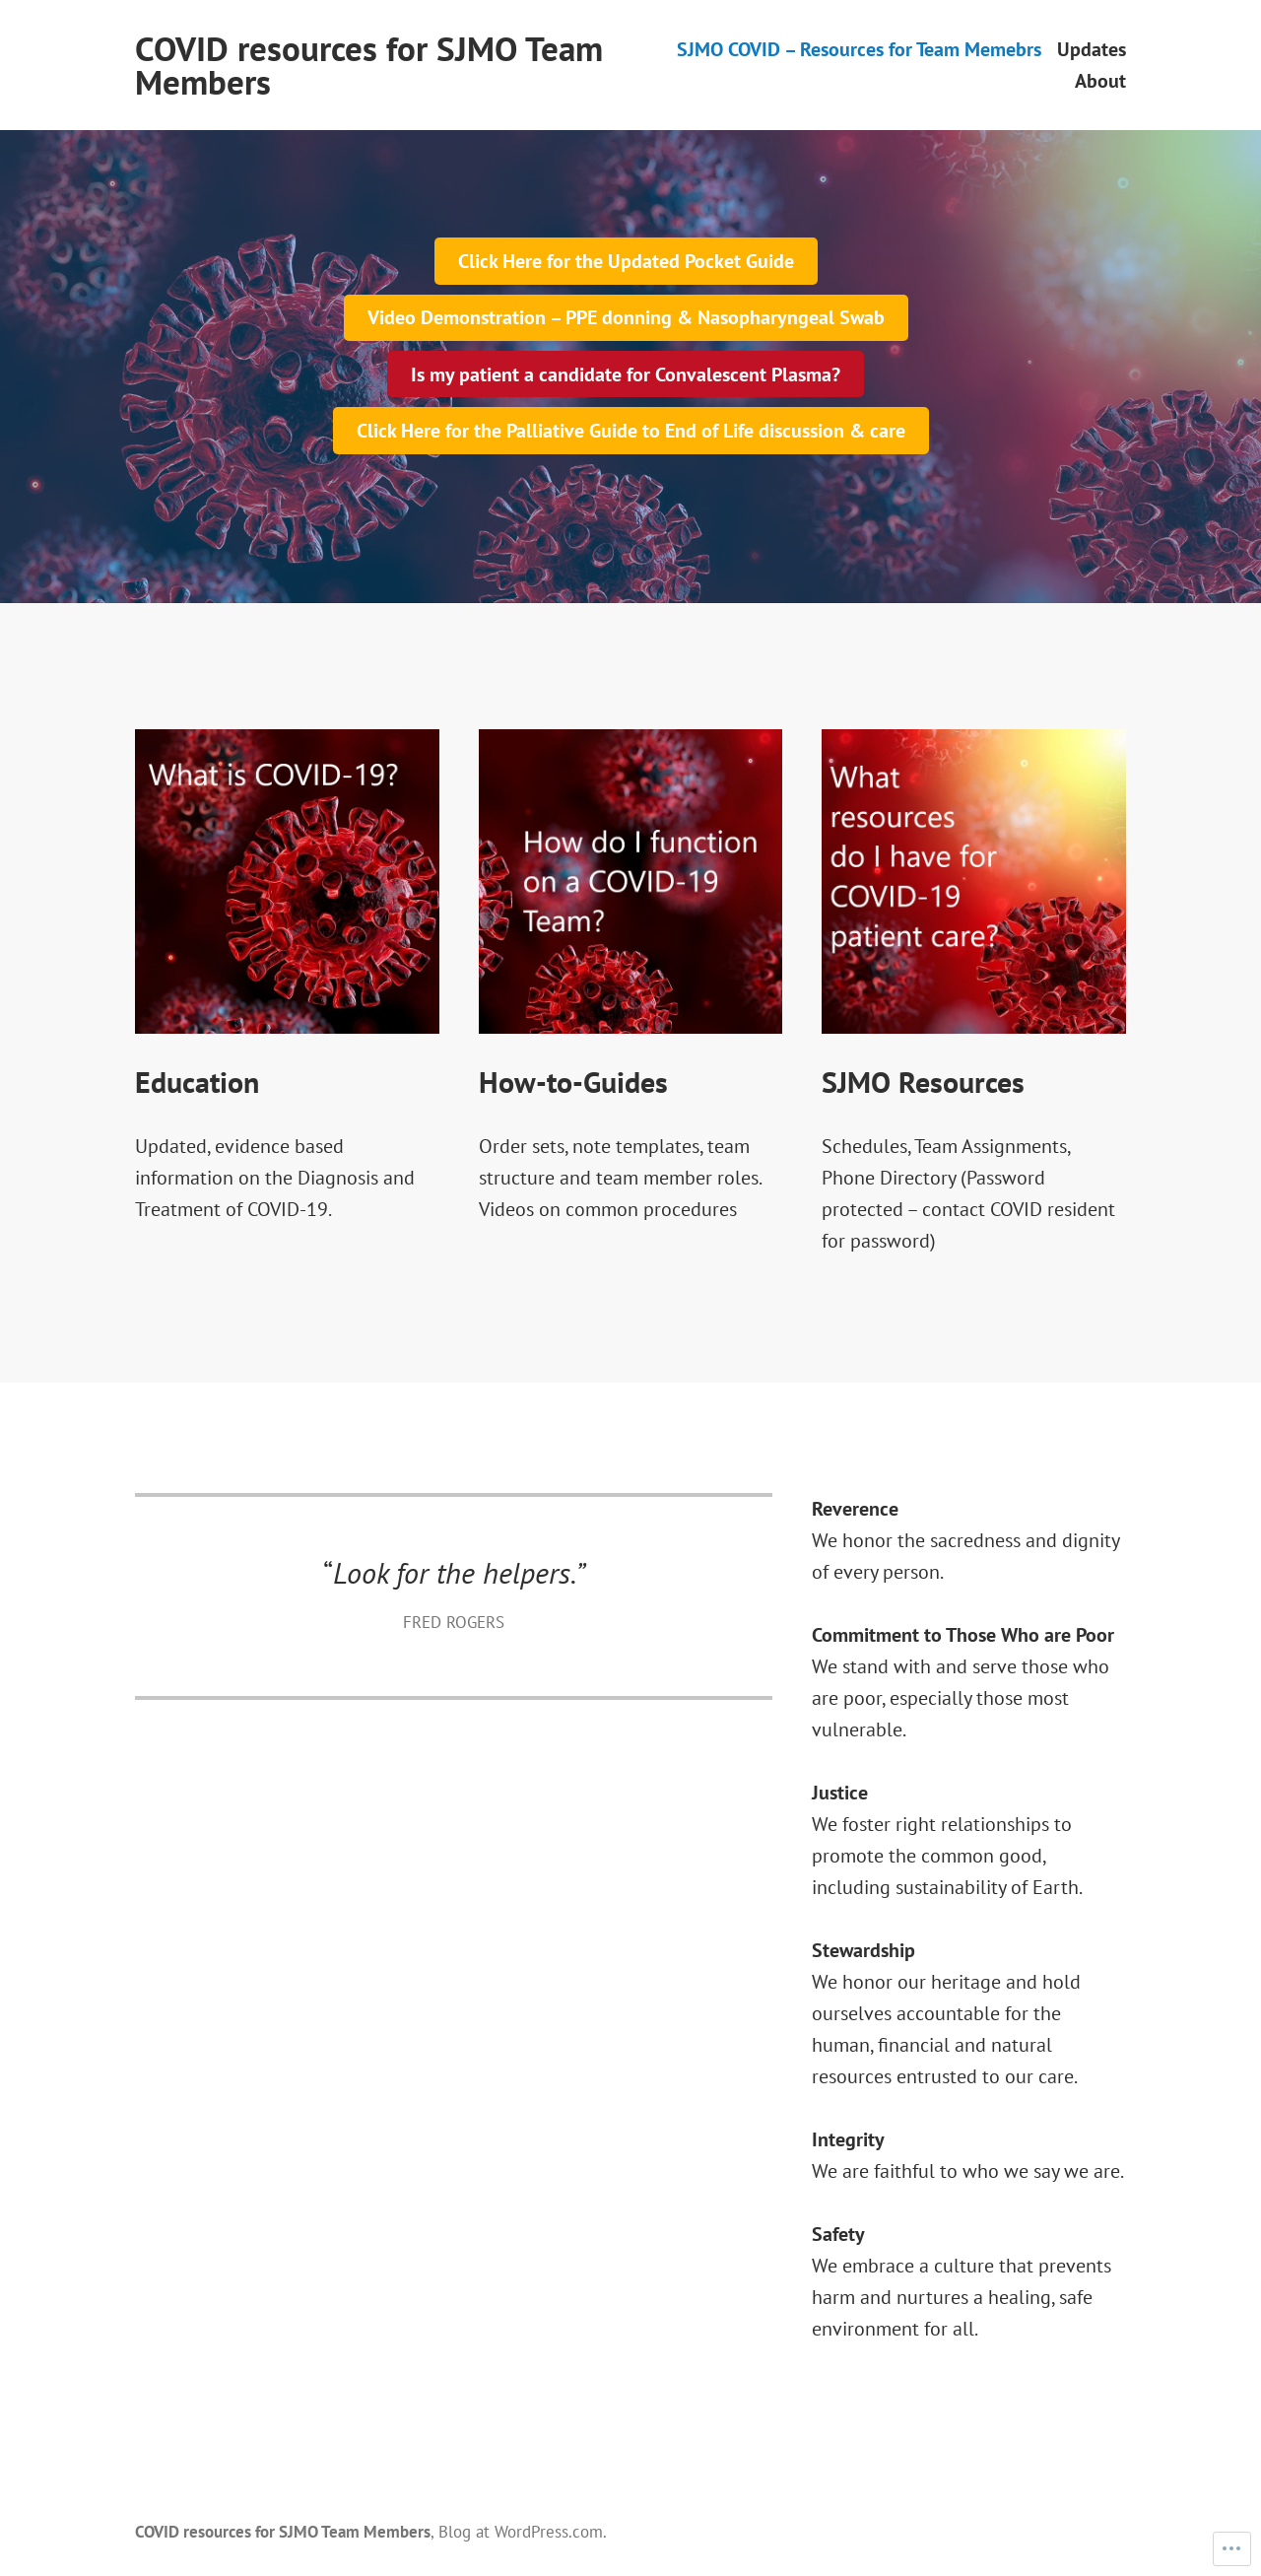 COVID resources for SJMO Team
Members
SJMO COVID – Resources for Team Memebrs
Updates
About
Click Here for the Updated Pocket Guide
Video Demonstration – PPE donning & Nasopharyngeal Swab
Is my patient a candidate for Convalescent Plasma?
Click Here for the Palliative Guide to End of Life discussion & care
What is COVID-19?
How do I function
on a COVID-19
Team?
What
resources
do I have for
COVID-19
patient care?
Education
Updated, evidence based
information on the Diagnosis and
Treatment of COVID-19.
How-to-Guides
Order sets, note templates, team
structure and team member roles.
Videos on common procedures
SJMO Resources
Schedules, Team Assignments,
Phone Directory (Password
protected – contact COVID resident
for password)
“Look for the helpers.”
FRED ROGERS
Reverence
We honor the sacredness and dignity
of every person.
Commitment to Those Who are Poor
We stand with and serve those who
are poor, especially those most
vulnerable.
Justice
We foster right relationships to
promote the common good,
including sustainability of Earth.
Stewardship
We honor our heritage and hold
ourselves accountable for the
human, financial and natural
resources entrusted to our care.
Integrity
We are faithful to who we say we are.
Safety
We embrace a culture that prevents
harm and nurtures a healing, safe
environment for all.
COVID resources for SJMO Team Members, Blog at WordPress.com.